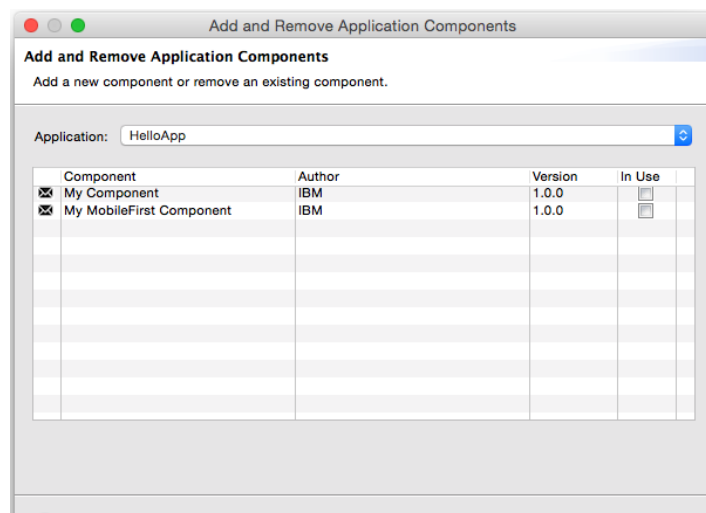 Add and Remove Application Components
Add and Remove Application Components
Add a new component or remove an existing component.
Application: HelloApp
Component Author Version In Use
My Component IBM 1.0.0
My MobileFirst Component IBM 1.0.0